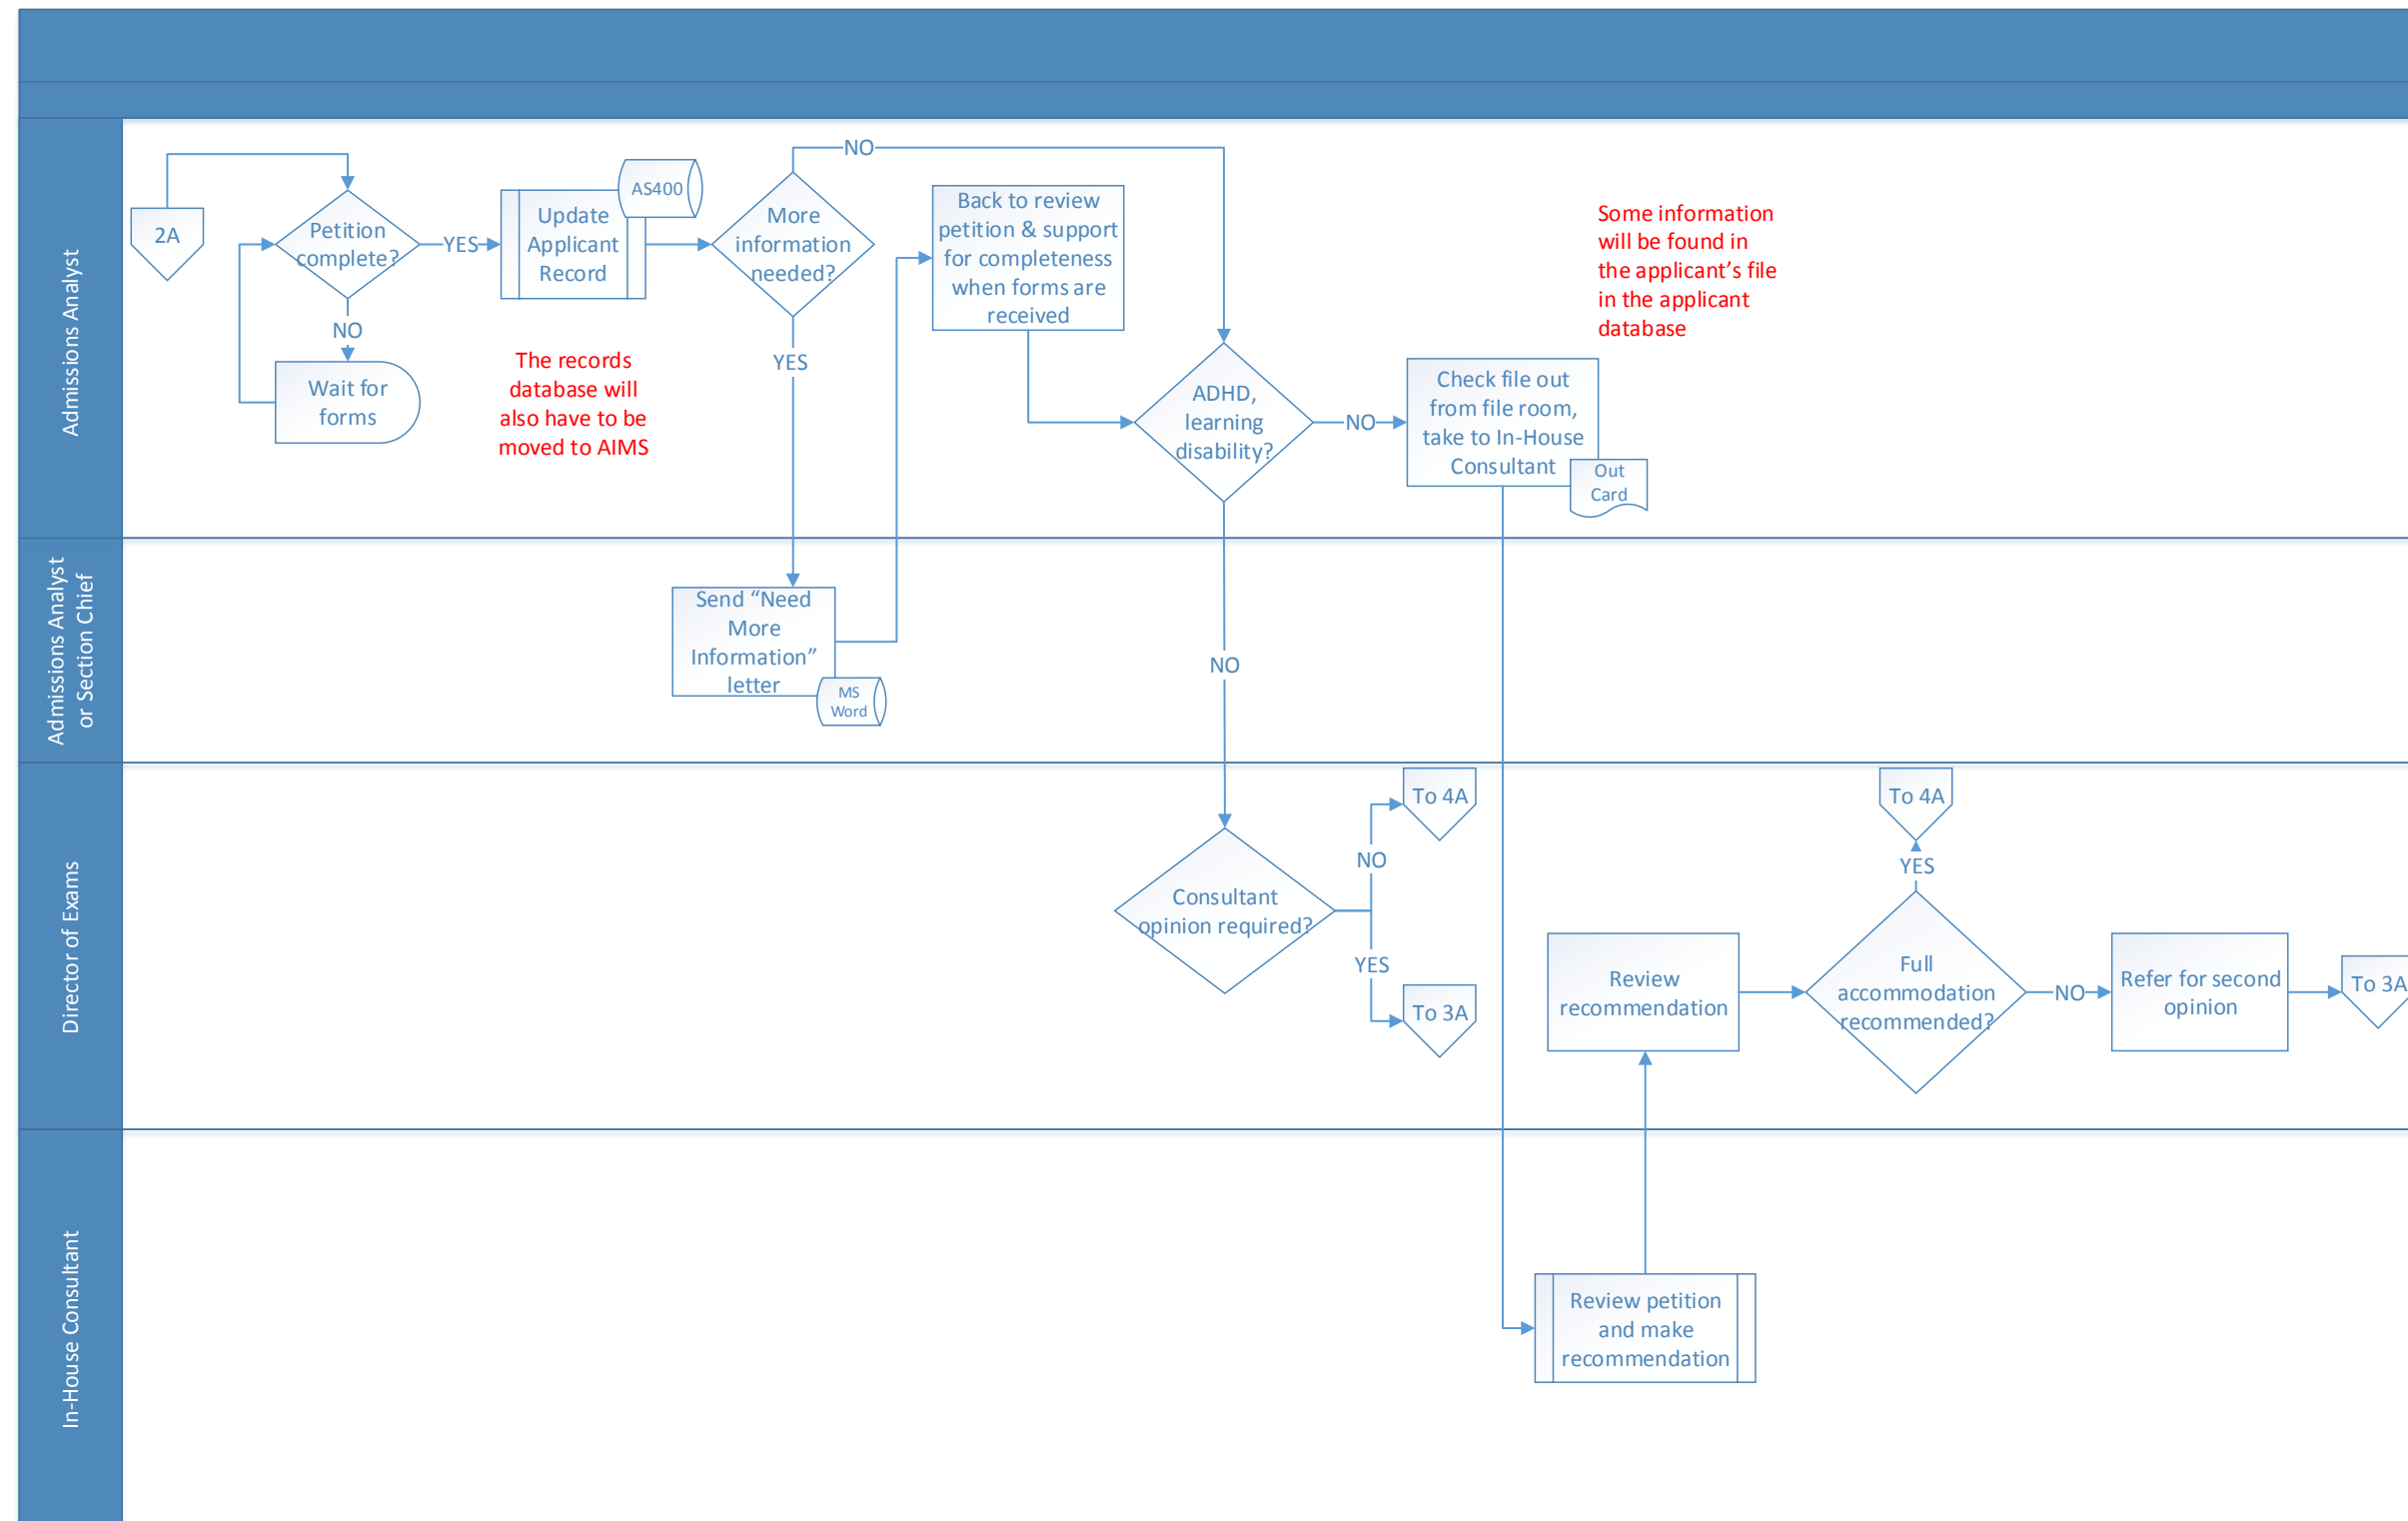 Admissions Analyst
2A
Petition
complete?
YES
NO
Wait for
forms
Update
Applicant
Record
AS400
The records
database will
also have to be
moved to AIMS
More
information
needed?
NO
YES
Back to review
petition & support
for completeness
when forms are
received
ADHD,
learning
disability?
NO
NO
Check file out
from file room,
take to In-House
Consultant
Out
Card
Some information
will be found in
the applicant's file
in the applicant
database
Admissions Analyst
or Section Chief
Send “Need
More
Information”
letter
MS
Word
Director of Exams
Consultant
opinion required?
NO
To 4A
YES
To 3A
Review
recommendation
Full
accommodation
recommended?
YES
To 4A
NO
Refer for second
opinion
To 3A
In-House Consultant
Review petition
and make
recommendation